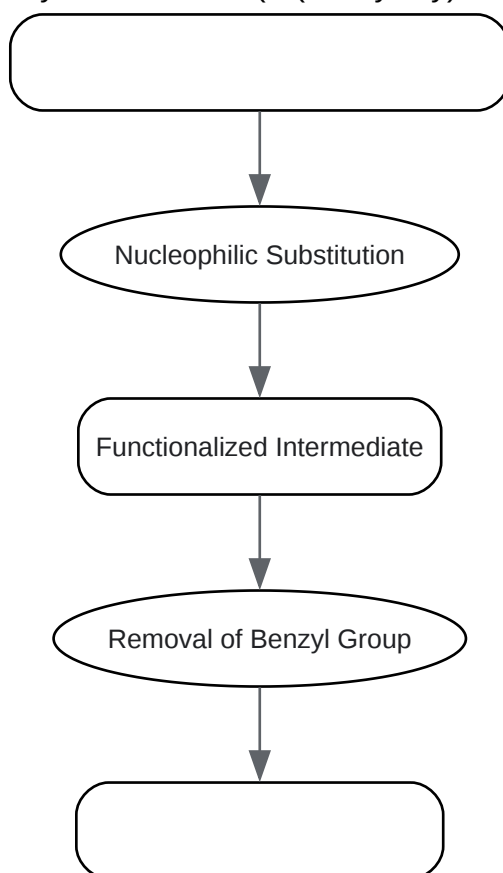 Nucleophilic Substitution
Functionalized Intermediate
Removal of Benzyl Group